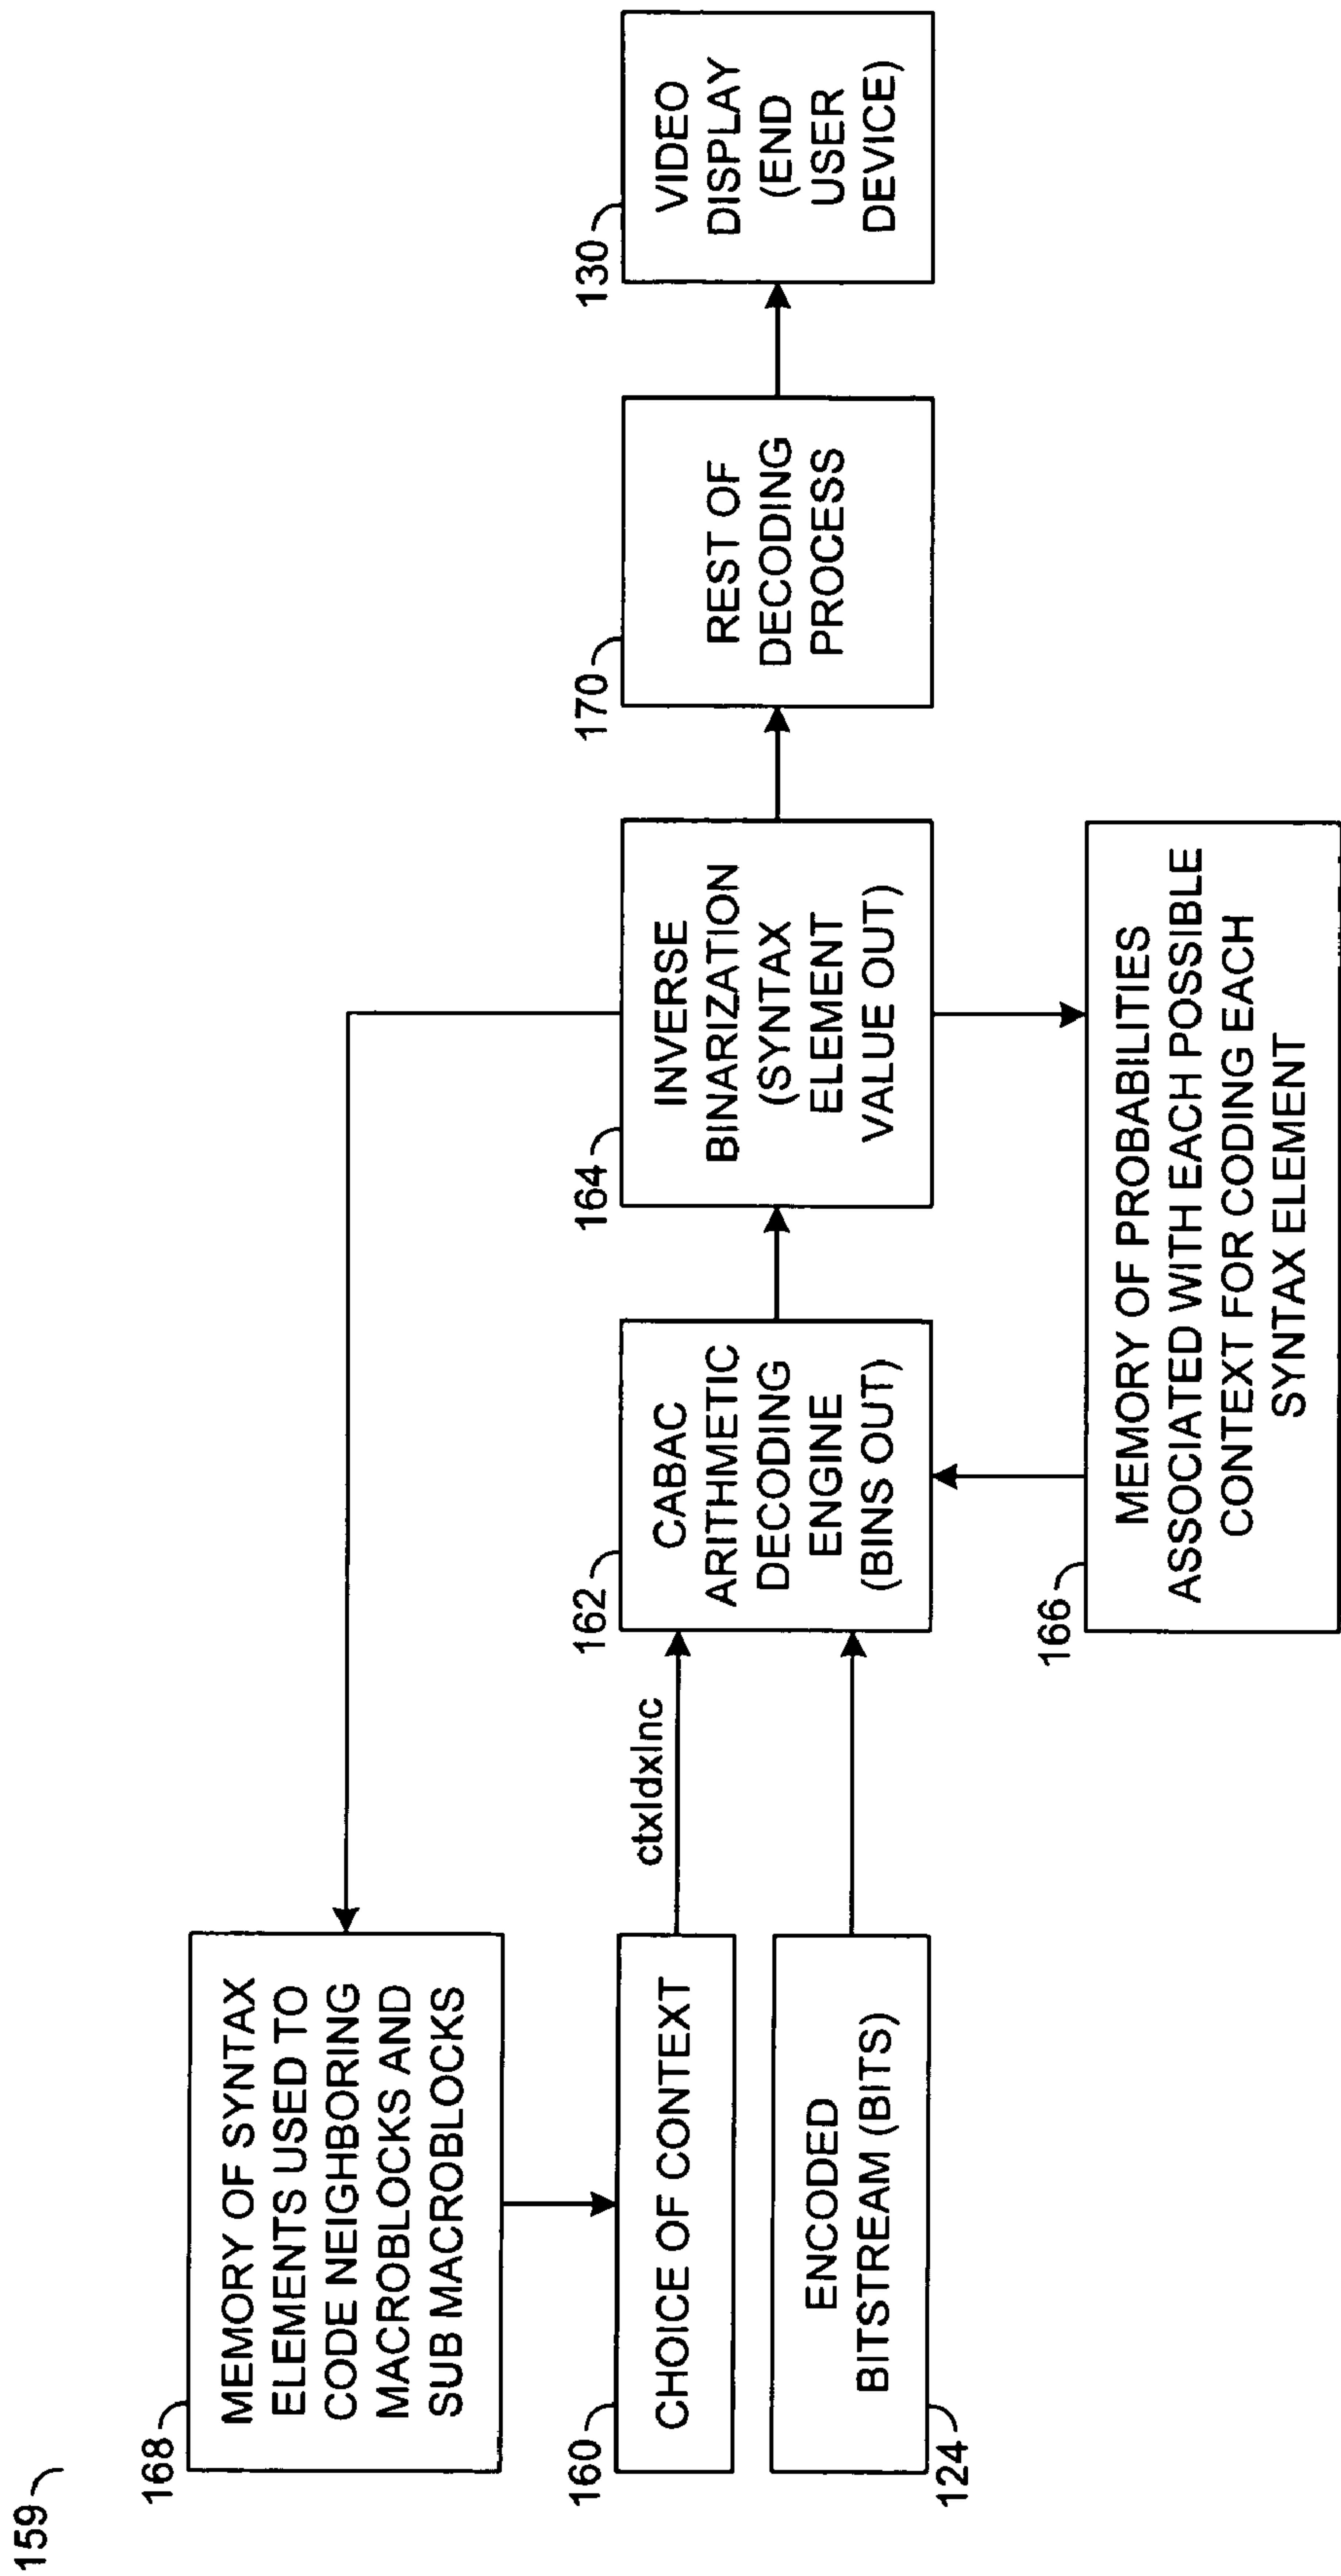 159
168
MEMORY OF SYNTAX
ELEMENTS USED TO
CODE NEIGHBORING
MACROBLOCKS AND
SUB MACROBLOCKS
160
CHOICE OF CONTEXT
ctxIdxInc
124
ENCODED
BITSTREAM (BITS)
162
CABAC
ARITHMETIC
DECODING
ENGINE
(BINS OUT)
164
INVERSE
BINARIZATION
(SYNTAX
ELEMENT
VALUE OUT)
170
REST OF
DECODING
PROCESS
130
VIDEO
DISPLAY
(END
USER
DEVICE)
166
MEMORY OF PROBABILITIES
ASSOCIATED WITH EACH POSSIBLE
CONTEXT FOR CODING EACH
SYNTAX ELEMENT